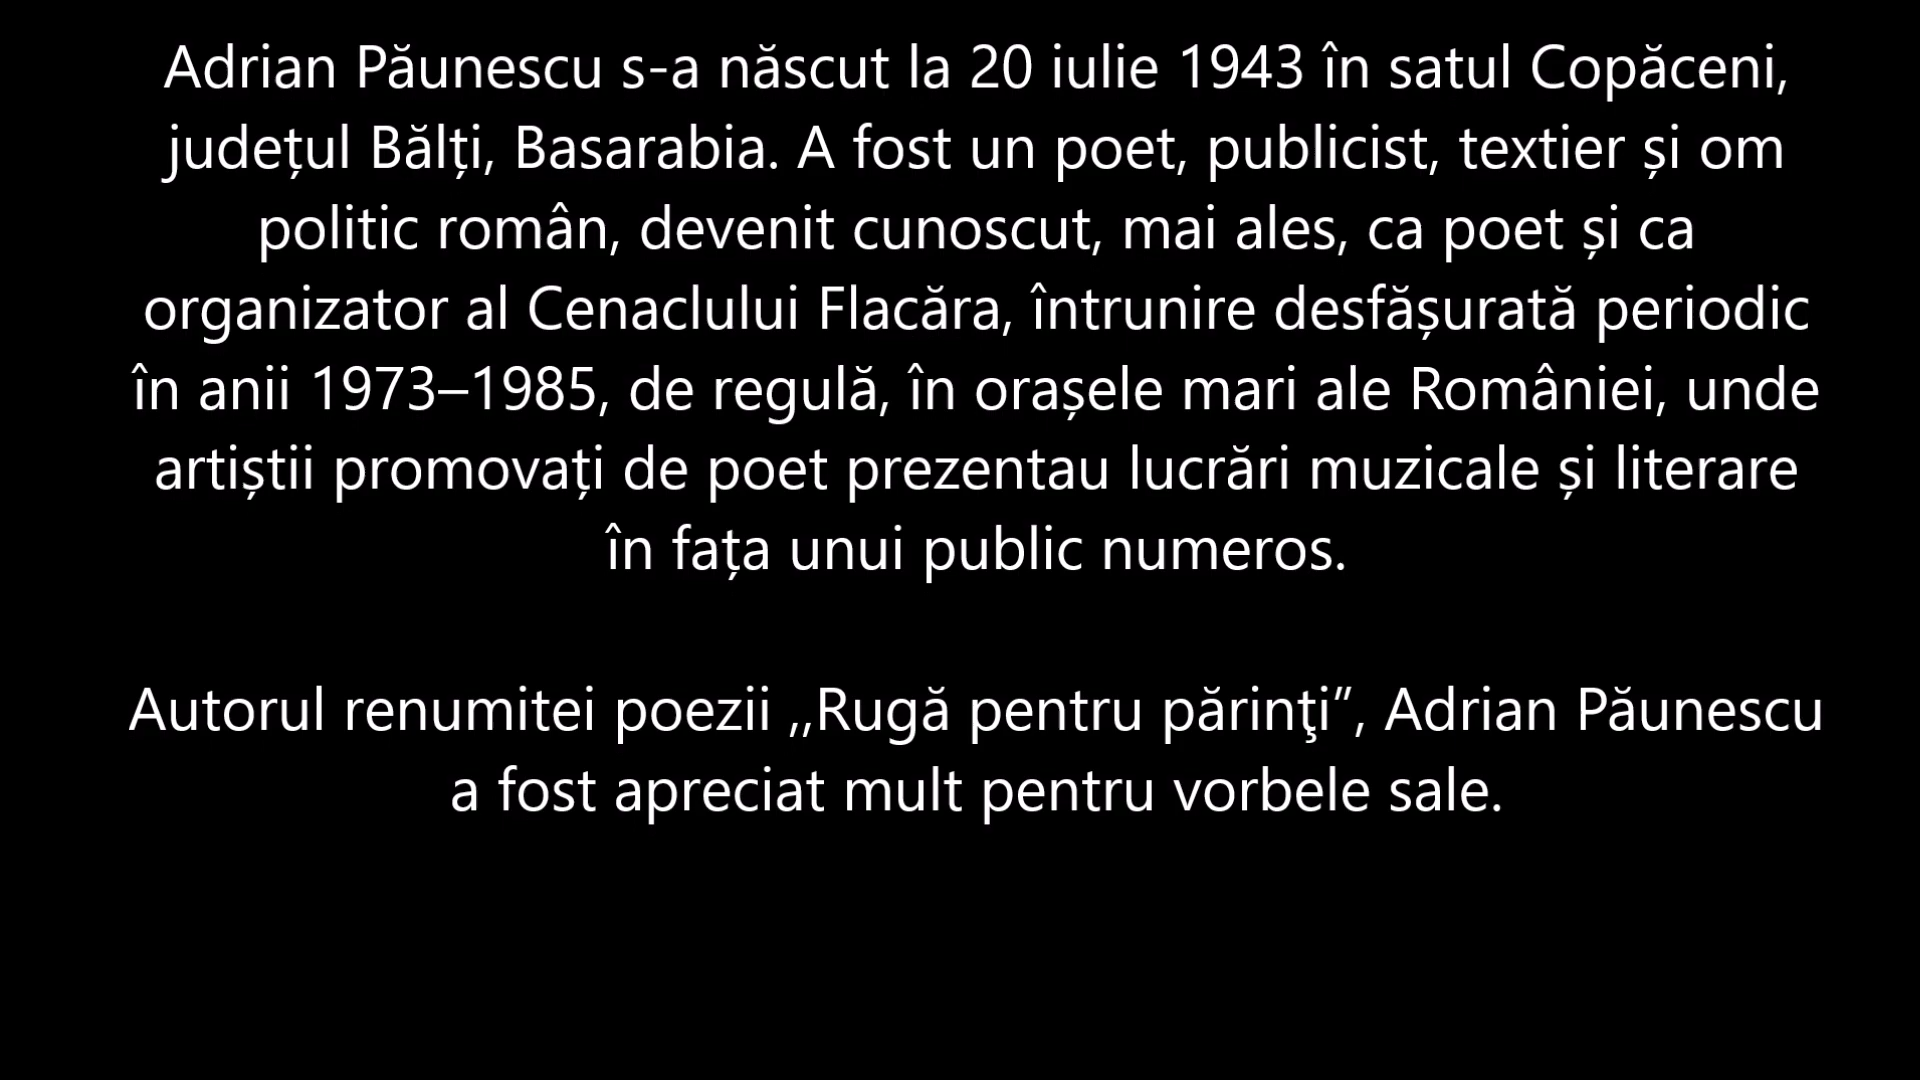 Adrian Păunescu s-a născut la 20 iulie 1943 în satul Copăceni,
județul Bălți, Basarabia. A fost un poet, publicist, textier și om
politic român, devenit cunoscut, mai ales, ca poet și ca
organizator al Cenaclului Flacăra, întrunire desfășurată periodic
în anii 1973–1985, de regulă, în orașele mari ale României, unde
artiștii promovați de poet prezentau lucrări muzicale și literare
în fața unui public numeros.
Autorul renumitei poezii ,,Rugă pentru părinţi”, Adrian Păunescu
a fost apreciat mult pentru vorbele sale.